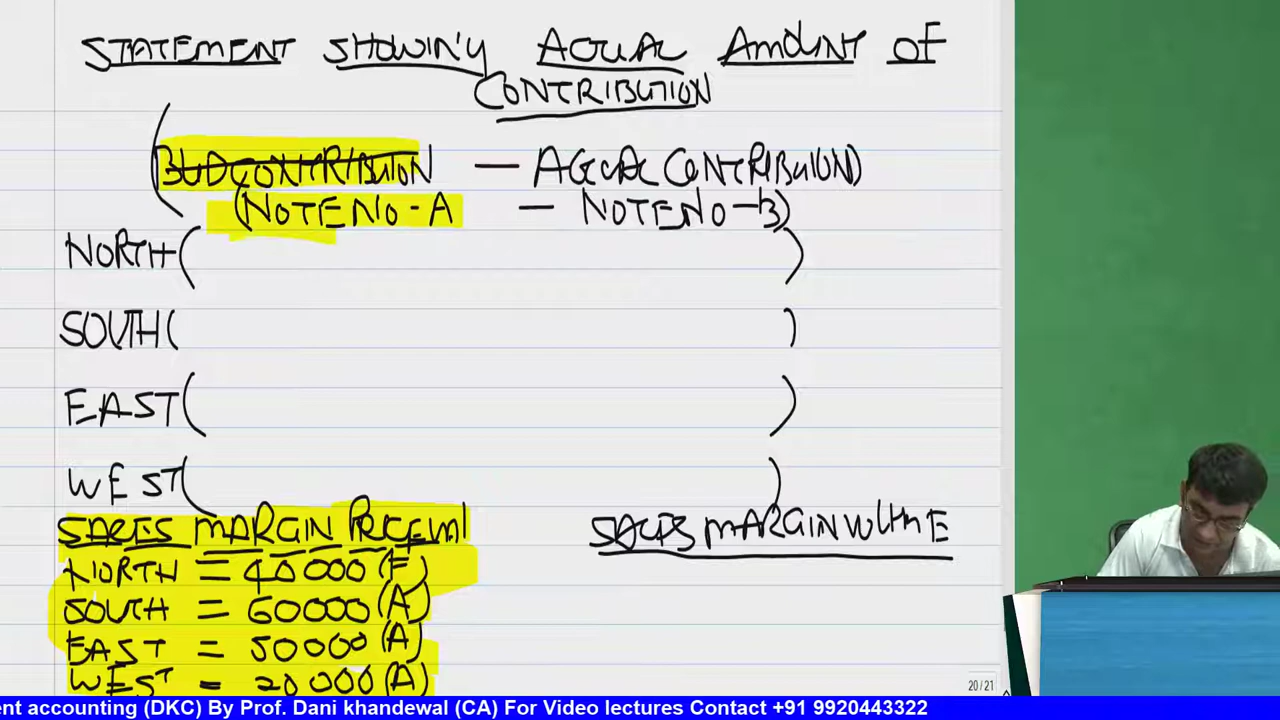 STATEMENT SHOWING ACTUAL AMOUNT OF
CONTRIBUTION
(BUD CONTRIBUTION — ACTUAL CONTRIBUTION)
(NOTE NO - A — NOTE NO - B)
NORTH ( )
SOUTH ( )
EAST ( )
WEST ( )
SALES MARGIN PRICE VAR
NORTH = 40000 (F)
SOUTH = 60000 (A)
EAST = 50000 (A)
WEST = 20000 (A)
SALES MARGIN VOLUME
20 / 21
ent accounting (DKC) By Prof. Dani khandewal (CA) For Video lectures Contact +91 9920443322